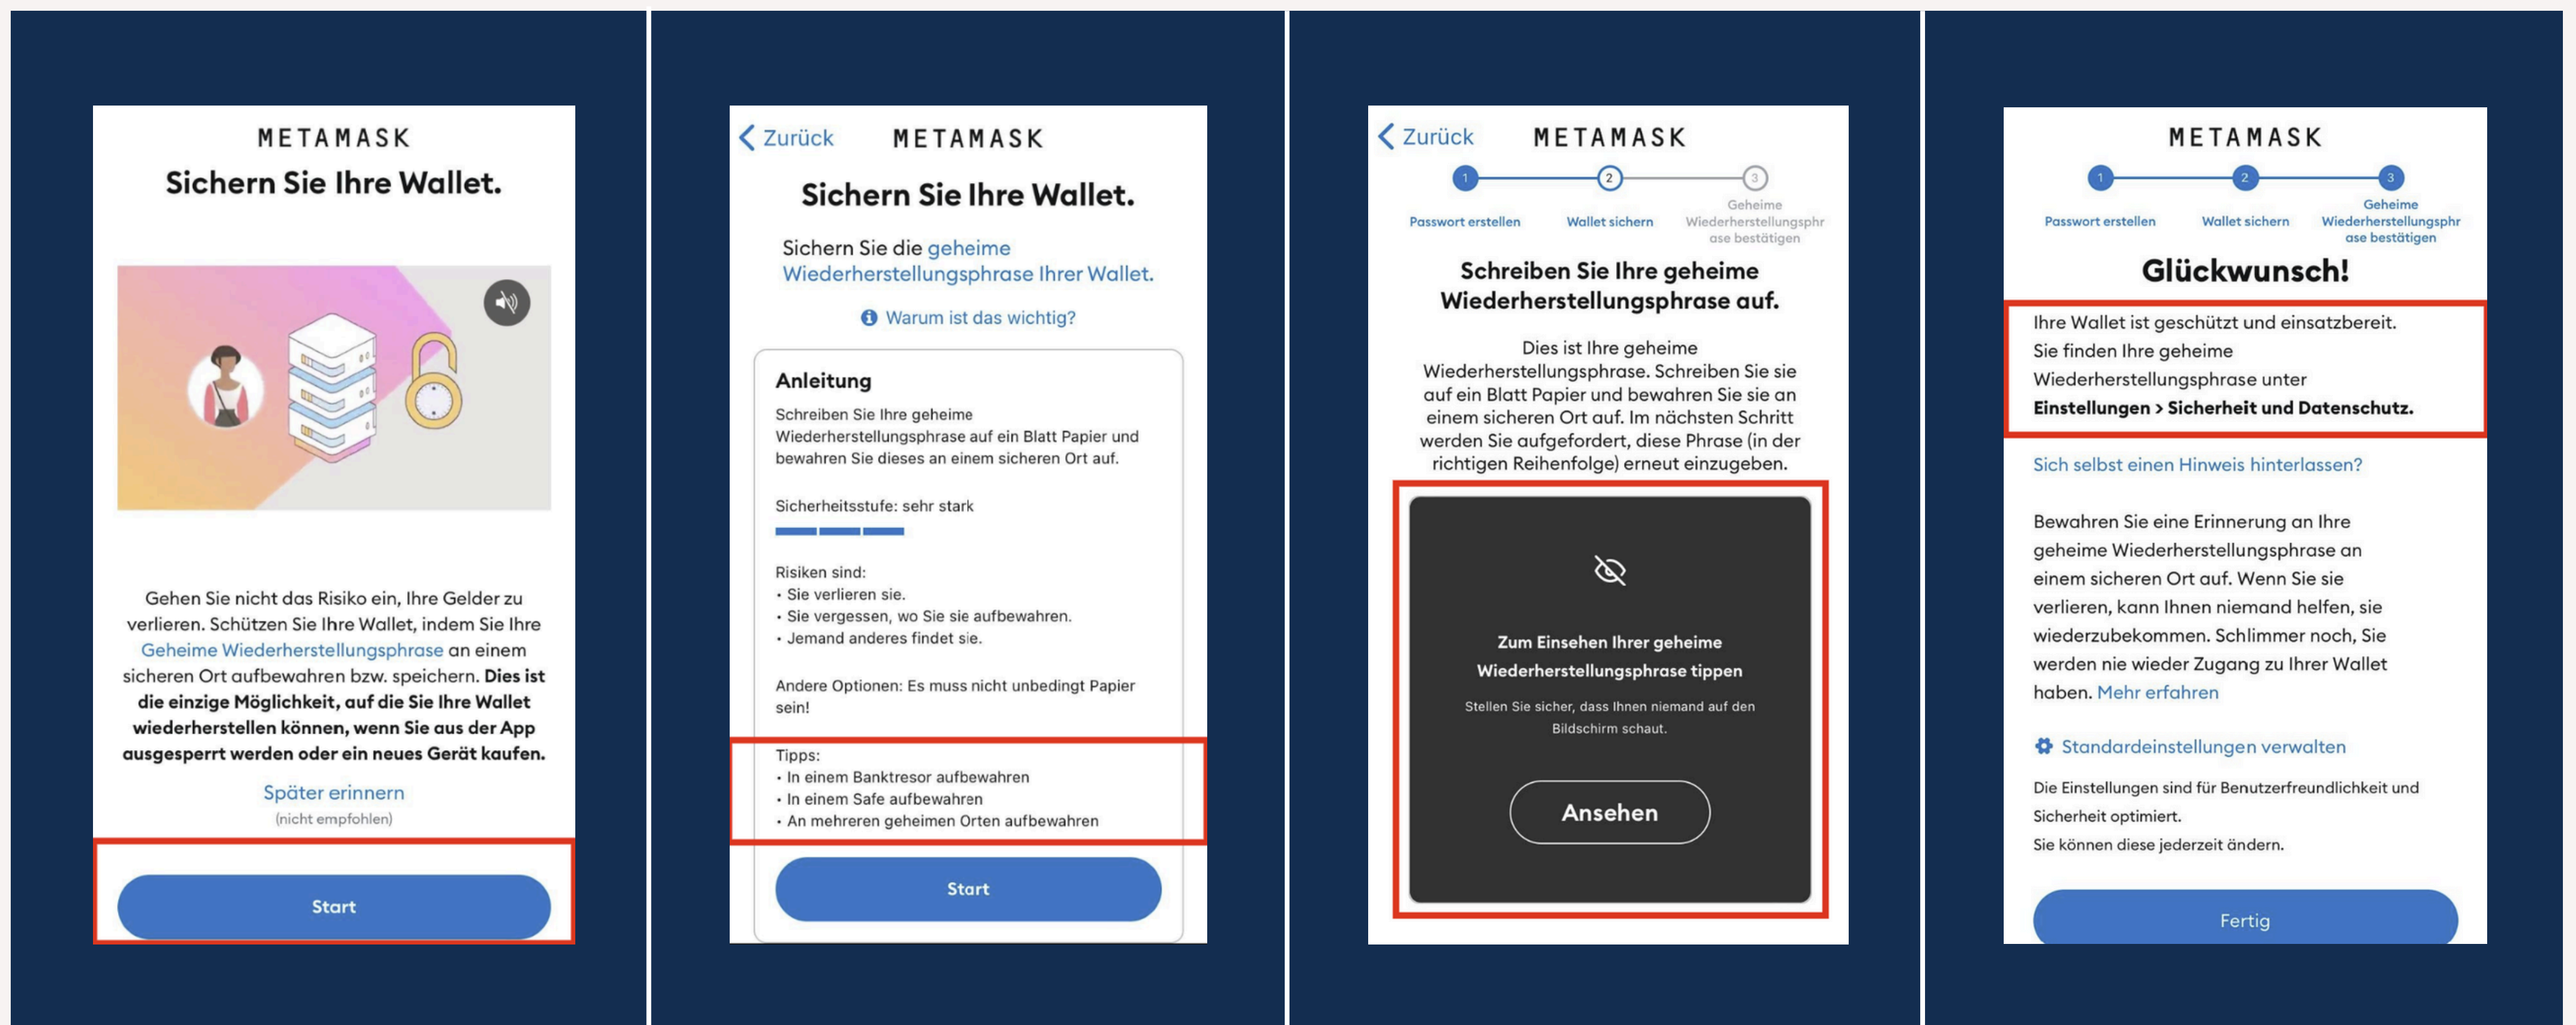 METAMASK
Sichern Sie Ihre Wallet.
Gehen Sie nicht das Risiko ein, Ihre Gelder zu
verlieren. Schützen Sie Ihre Wallet, indem Sie Ihre
Geheime Wiederherstellungsphrase an einem
sicheren Ort aufbewahren bzw. speichern. Dies ist
die einzige Möglichkeit, auf die Sie Ihre Wallet
wiederherstellen können, wenn Sie aus der App
ausgesperrt werden oder ein neues Gerät kaufen.
Später erinnern
(nicht empfohlen)
Start
Zurück
METAMASK
Sichern Sie Ihre Wallet.
Sichern Sie die geheime
Wiederherstellungsphrase Ihrer Wallet.
Warum ist das wichtig?
Anleitung
Schreiben Sie Ihre geheime
Wiederherstellungsphrase auf ein Blatt Papier und
bewahren Sie dieses an einem sicheren Ort auf.
Sicherheitsstufe: sehr stark
Risiken sind:
• Sie verlieren sie.
• Sie vergessen, wo Sie sie aufbewahren.
• Jemand anderes findet sie.
Andere Optionen: Es muss nicht unbedingt Papier
sein!
Tipps:
• In einem Banktresor aufbewahren
• In einem Safe aufbewahren
• An mehreren geheimen Orten aufbewahren
Start
Zurück
METAMASK
1
2
3
Passwort erstellen
Wallet sichern
Geheime
Wiederherstellungsphr
ase bestätigen
Schreiben Sie Ihre geheime
Wiederherstellungsphrase auf.
Dies ist Ihre geheime
Wiederherstellungsphrase. Schreiben Sie sie
auf ein Blatt Papier und bewahren Sie sie an
einem sicheren Ort auf. Im nächsten Schritt
werden Sie aufgefordert, diese Phrase (in der
richtigen Reihenfolge) erneut einzugeben.
Zum Einsehen Ihrer geheime
Wiederherstellungsphrase tippen
Stellen Sie sicher, dass Ihnen niemand auf den
Bildschirm schaut.
Ansehen
METAMASK
1
2
3
Passwort erstellen
Wallet sichern
Geheime
Wiederherstellungsphr
ase bestätigen
Glückwunsch!
Ihre Wallet ist geschützt und einsatzbereit.
Sie finden Ihre geheime
Wiederherstellungsphrase unter
Einstellungen > Sicherheit und Datenschutz.
Sich selbst einen Hinweis hinterlassen?
Bewahren Sie eine Erinnerung an Ihre
geheime Wiederherstellungsphrase an
einem sicheren Ort auf. Wenn Sie sie
verlieren, kann Ihnen niemand helfen, sie
wiederzubekommen. Schlimmer noch, Sie
werden nie wieder Zugang zu Ihrer Wallet
haben. Mehr erfahren
Standardeinstellungen verwalten
Die Einstellungen sind für Benutzerfreundlichkeit und
Sicherheit optimiert.
Sie können diese jederzeit ändern.
Fertig